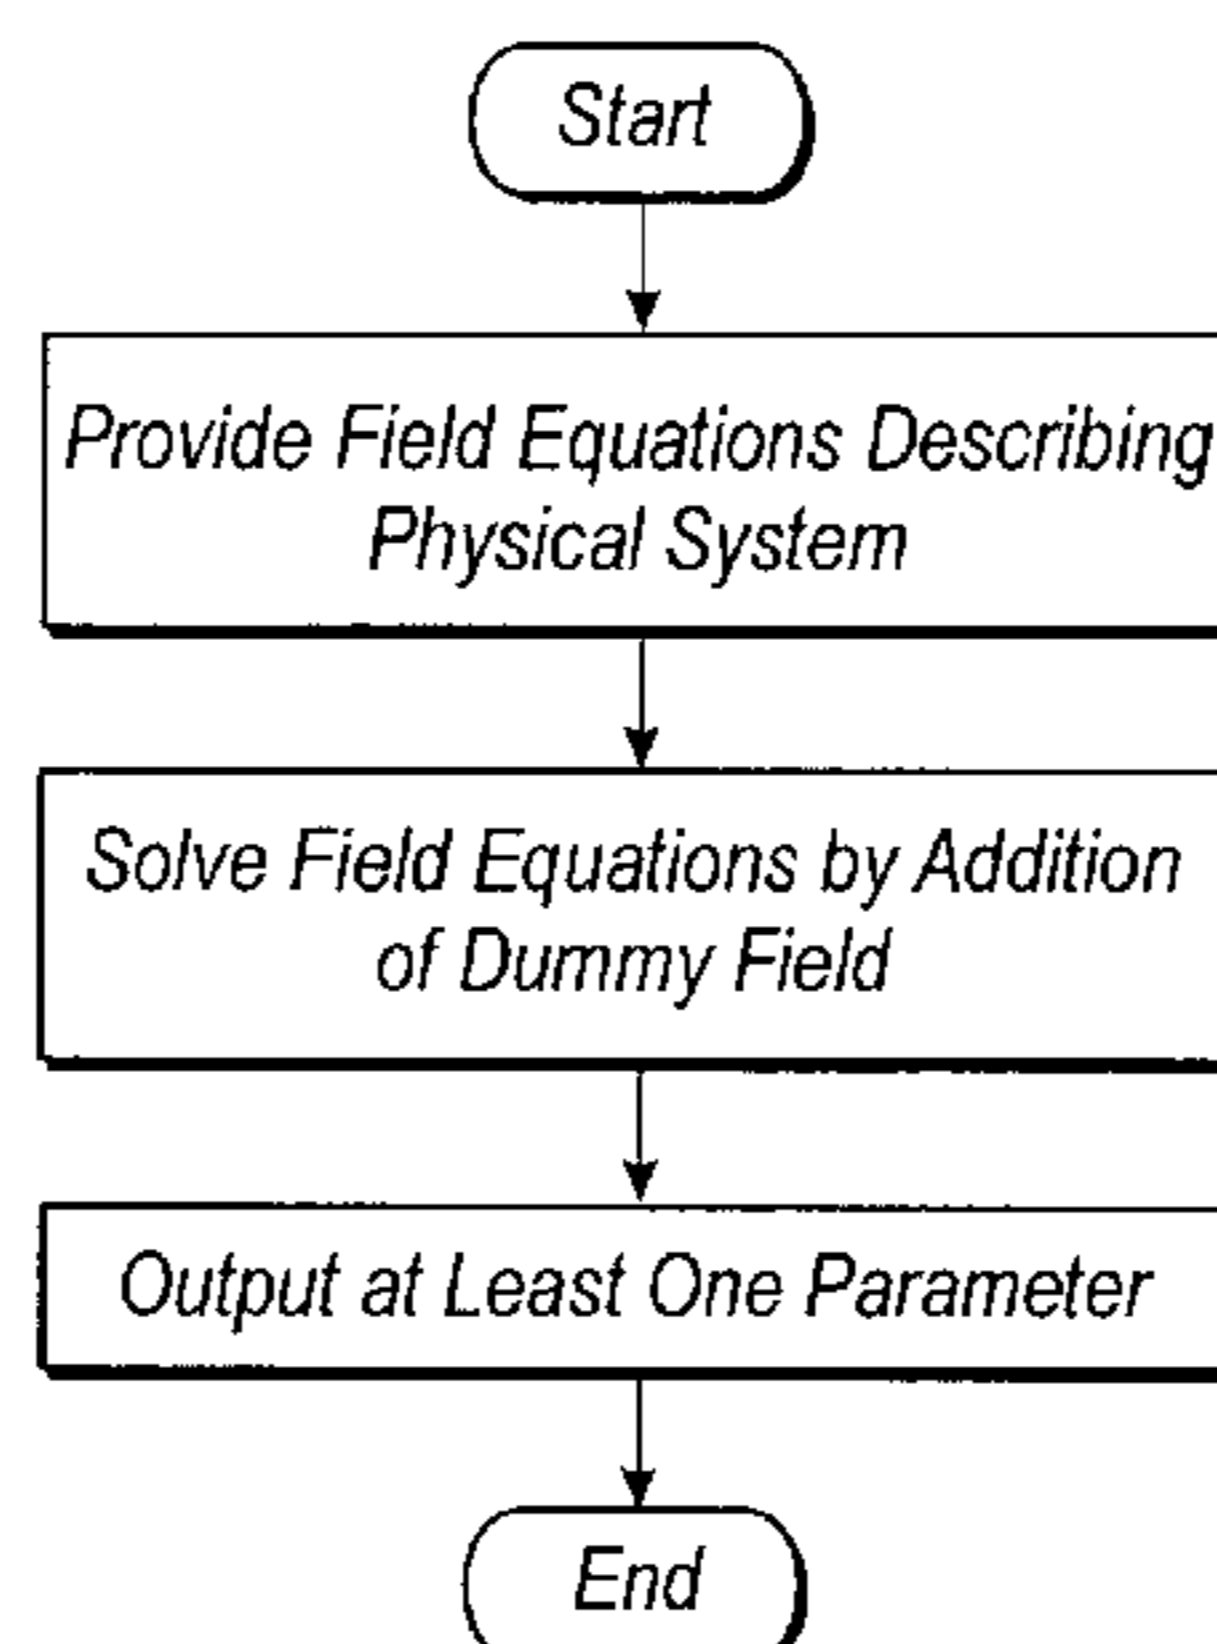 Start
Provide Field Equations Describing
Physical System
Solve Field Equations by Addition
of Dummy Field
Output at Least One Parameter
End